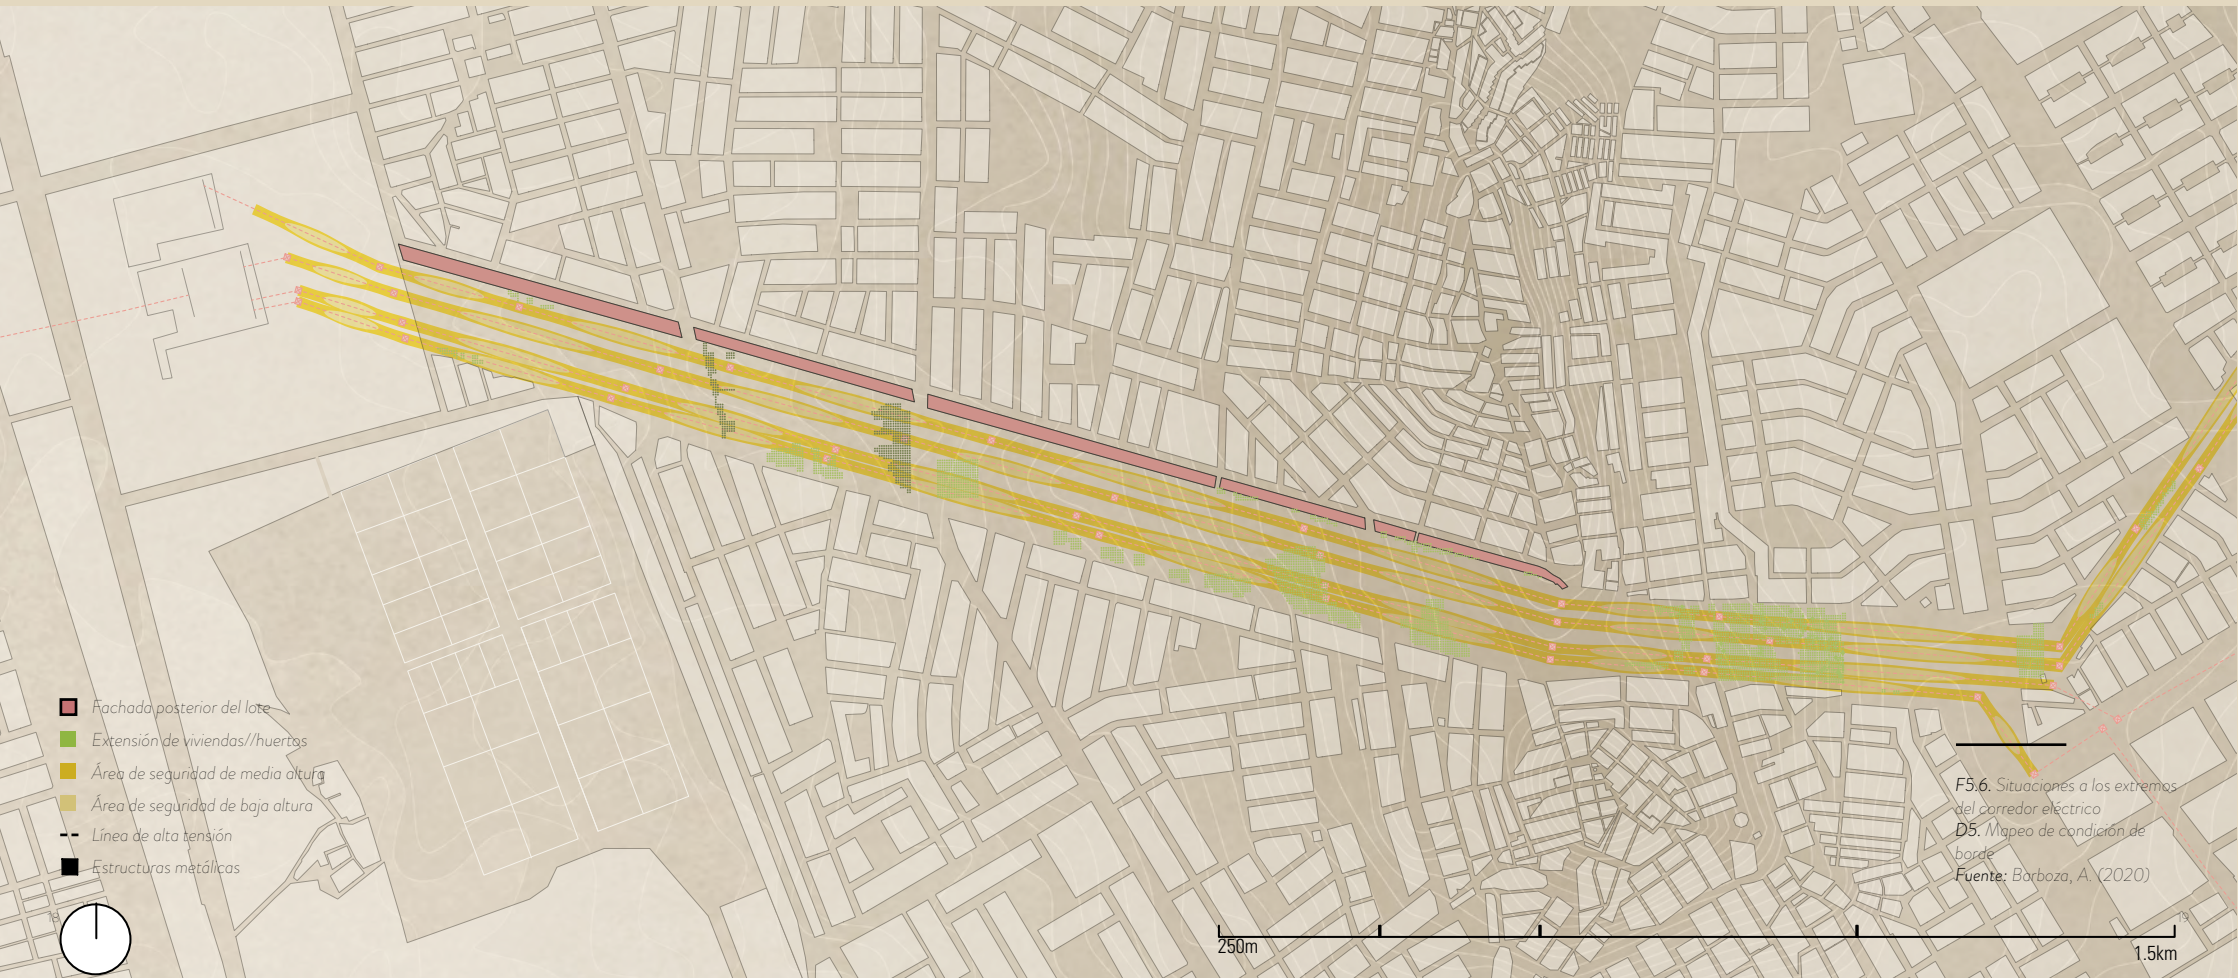 Fachada posterior del lote
Extensión de viviendas//huertos
Área de seguridad de media altura
Área de seguridad de baja altura
Línea de alta tensión
Estructuras metálicas
18
F5.6. Situaciones a los extremos
del corredor eléctrico
D5. Mapeo de condición de
borde
Fuente: Barboza, A. (2020)
19
250m
1.5km